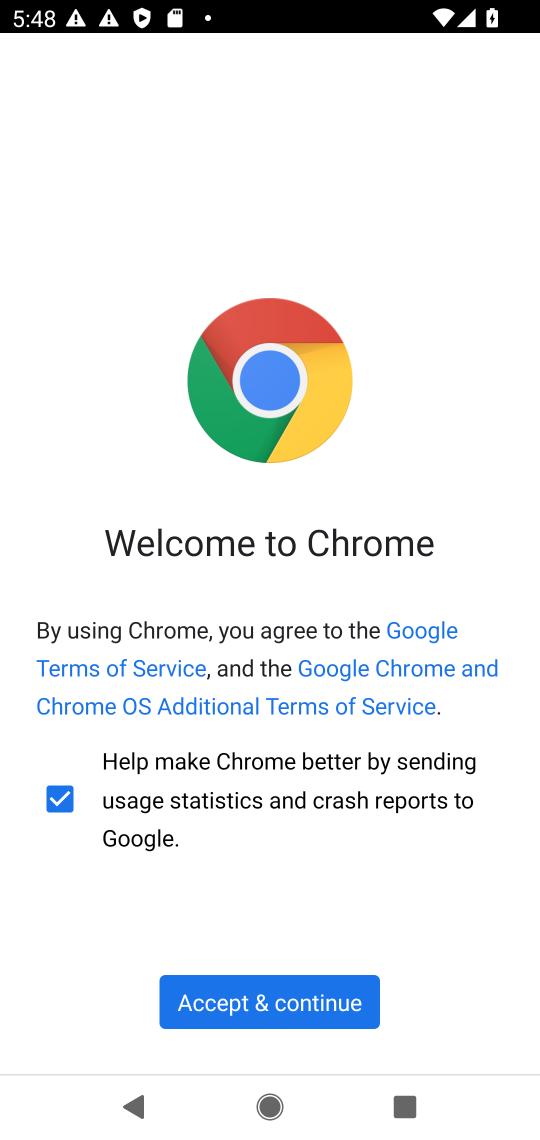 5:48
Welcome to Chrome
By using Chrome, you agree to the Google
Terms of Service, and the Google Chrome and
Chrome OS Additional Terms of Service.
Help make Chrome better by sending
usage statistics and crash reports to
Google.
Accept & continue